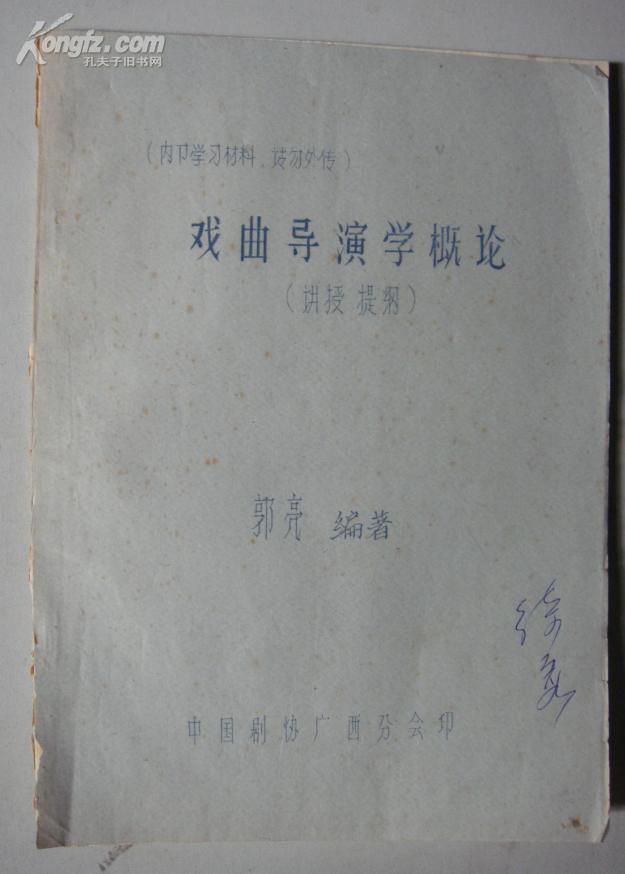 Kongfz.com
孔夫子旧书网
（内卩学习材料．请勿外传）
戏曲导演学概论
（讲授 提纲）
郭亮 编著
中国剧协广西分会印